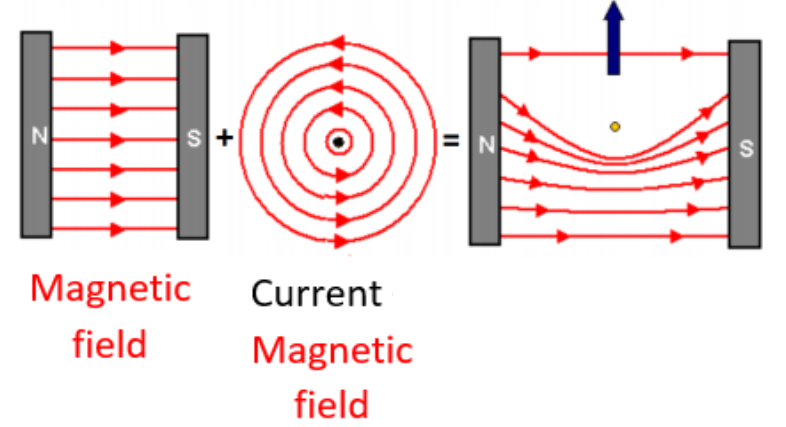 N S + = N S
Magnetic
field
Current
Magnetic
field